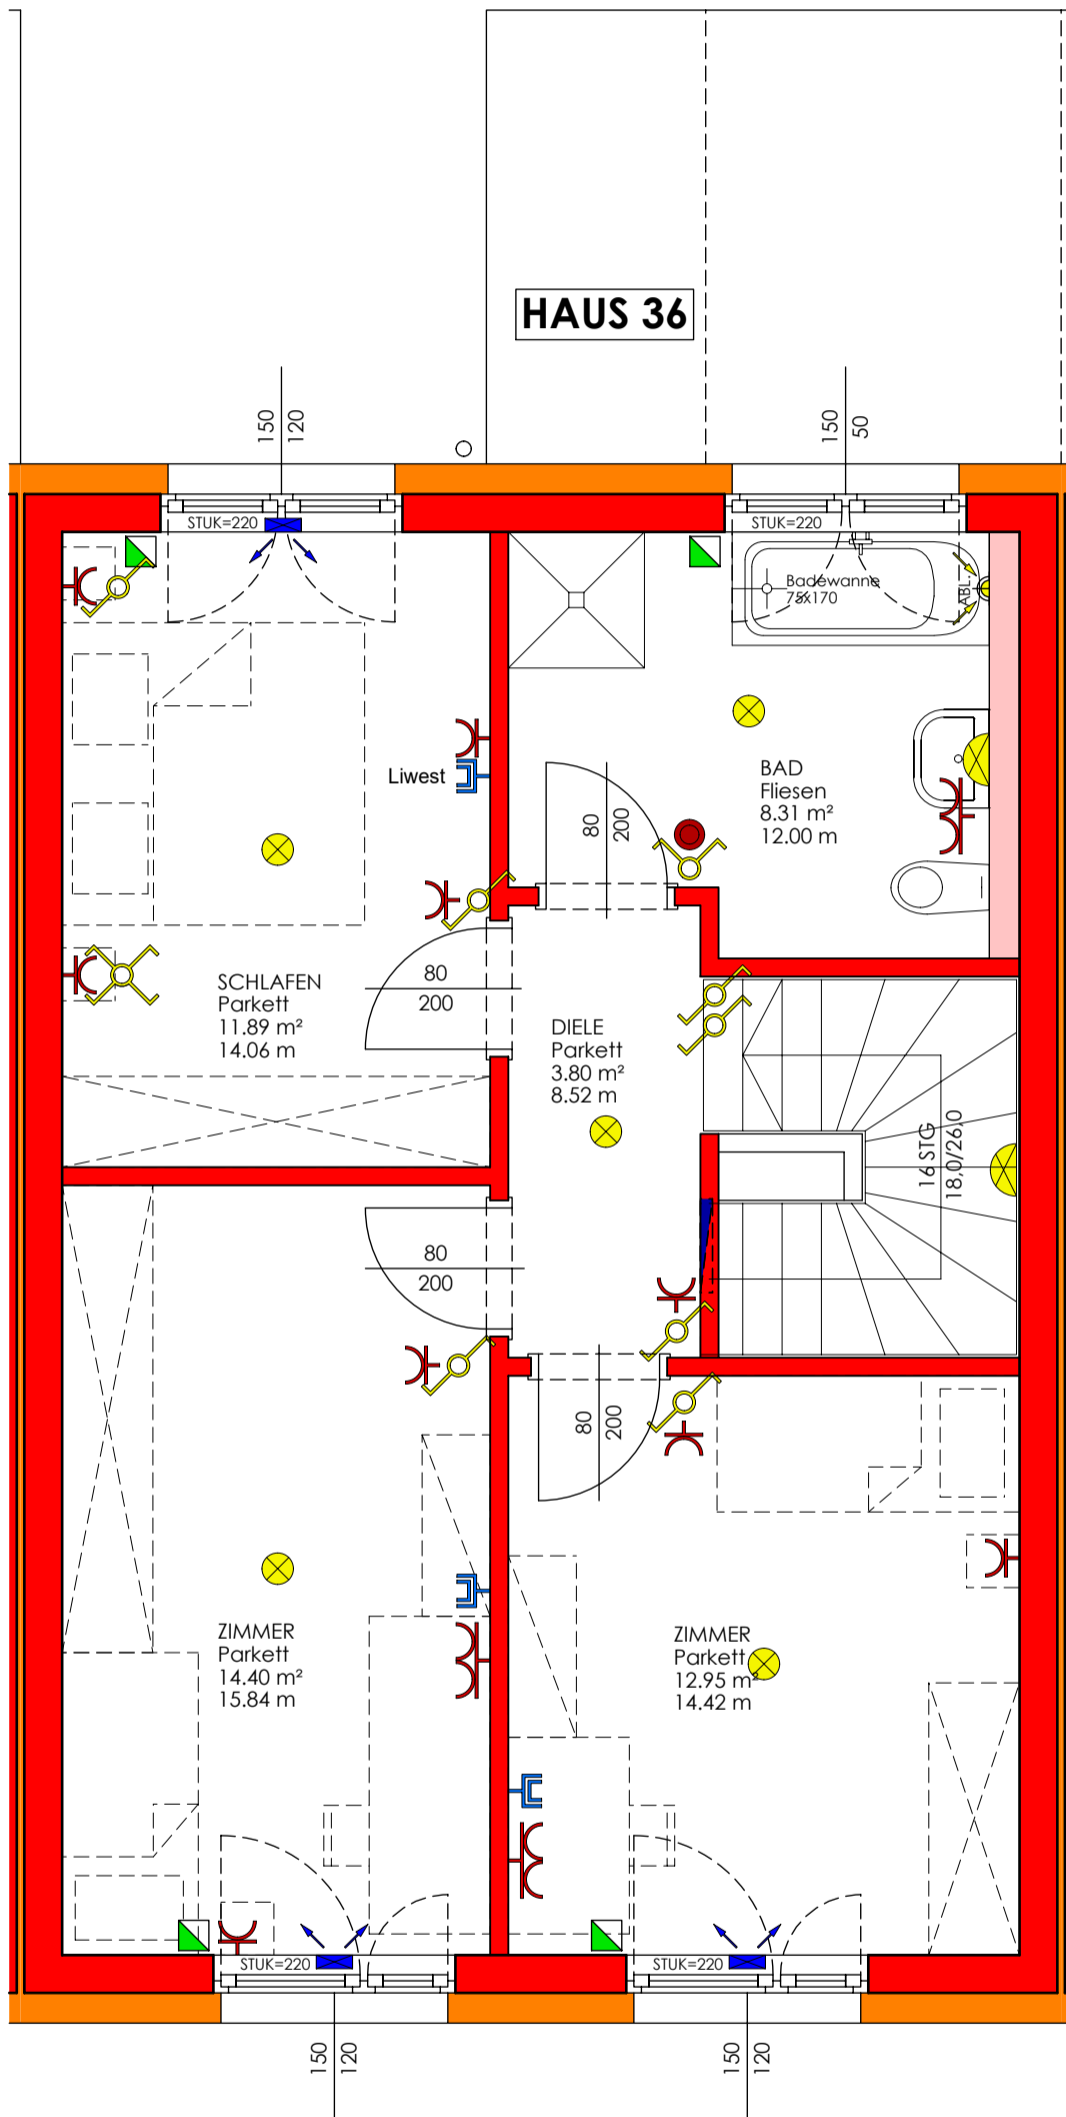 HAUS 36
150
120
150
50
STUK=220
STUK=220
Badewanne
75x170
ABL.
Liwest
80
200
BAD
Fliesen
8.31 m²
12.00 m
SCHLAFEN
Parkett
11.89 m²
14.06 m
80
200
DIELE
Parkett
3.80 m²
8.52 m
16 STG
18,0/26,0
80
200
80
200
ZIMMER
Parkett
14.40 m²
15.84 m
ZIMMER
Parkett
12.95 m²
14.42 m
STUK=220
STUK=220
150
120
150
120